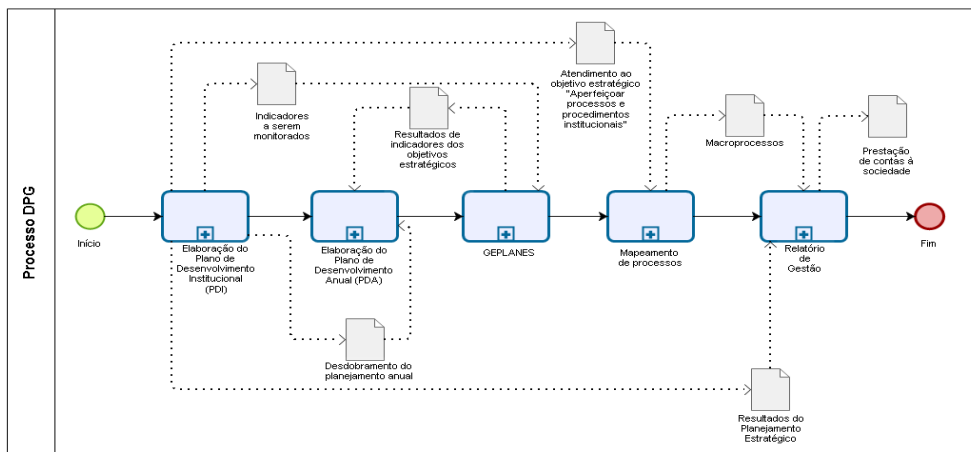 Processo DPG
Atendimento ao
objetivo estratégico
"Aperfeiçoar
processos e
procedimentos
institucionais"
Indicadores
a serem
monitorados
Resultados de
indicadores dos
objetivos
estratégicos
Macroprocessos
Prestação
de contas à
sociedade
Início
Elaboração do
Plano de
Desenvolvimento
Institucional (PDI)
(PDI)
Elaboração do
Plano de
Desenvolvimento
Anual (PDA)
GEPLANES
Mapeamento
de processos
Relatório
de
Gestão
Fim
Desdobramento do
planejamento anual
Resultados do
Planejamento
Estratégico